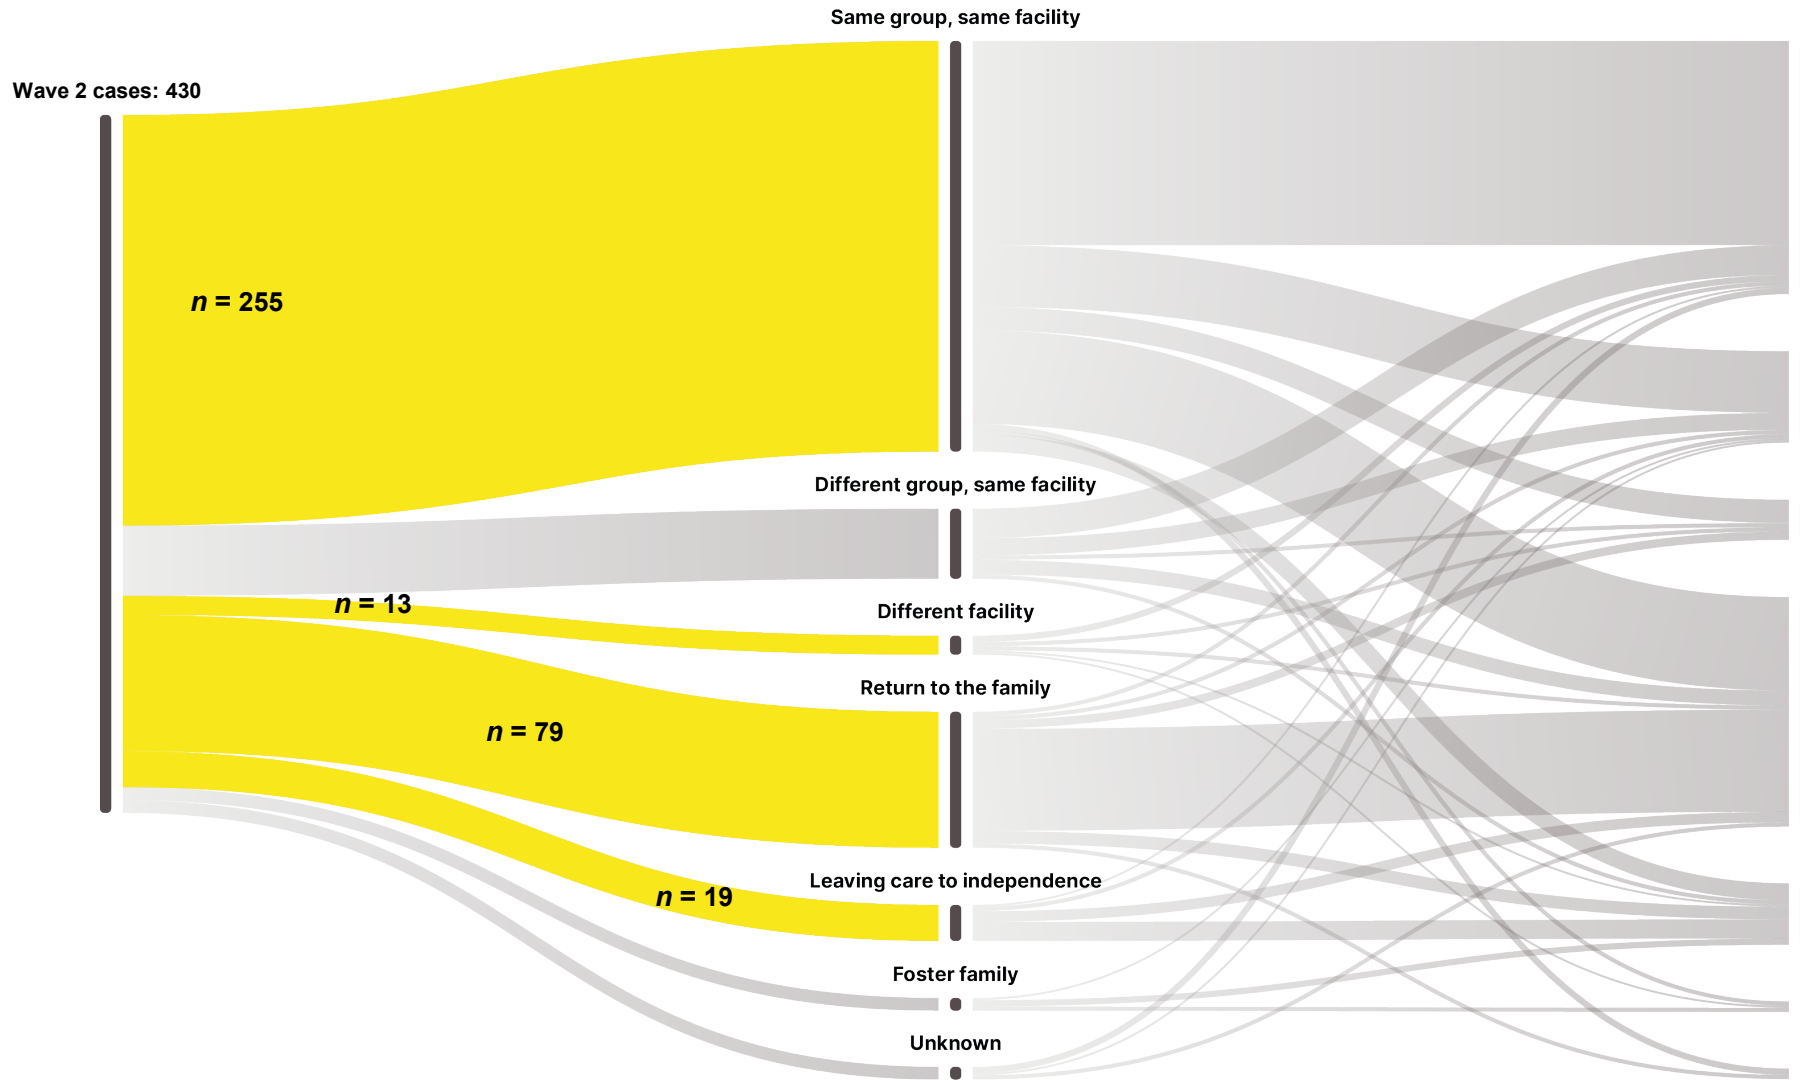 Same group, same facility
Wave 2 cases: 430
n = 255
Different group, same facility
n = 13
Different facility
Return to the family
n = 79
Leaving care to independence
n = 19
Foster family
Unknown